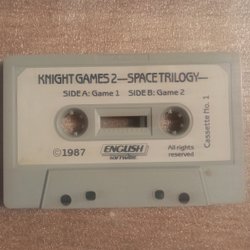 KNIGHT GAMES 2—SPACE TRILOGY—
SIDE A: Game 1 SIDE B: Game 2
Cassette No. 1
©1987
ENGLISH
SOFTWARE
All rights
reserved